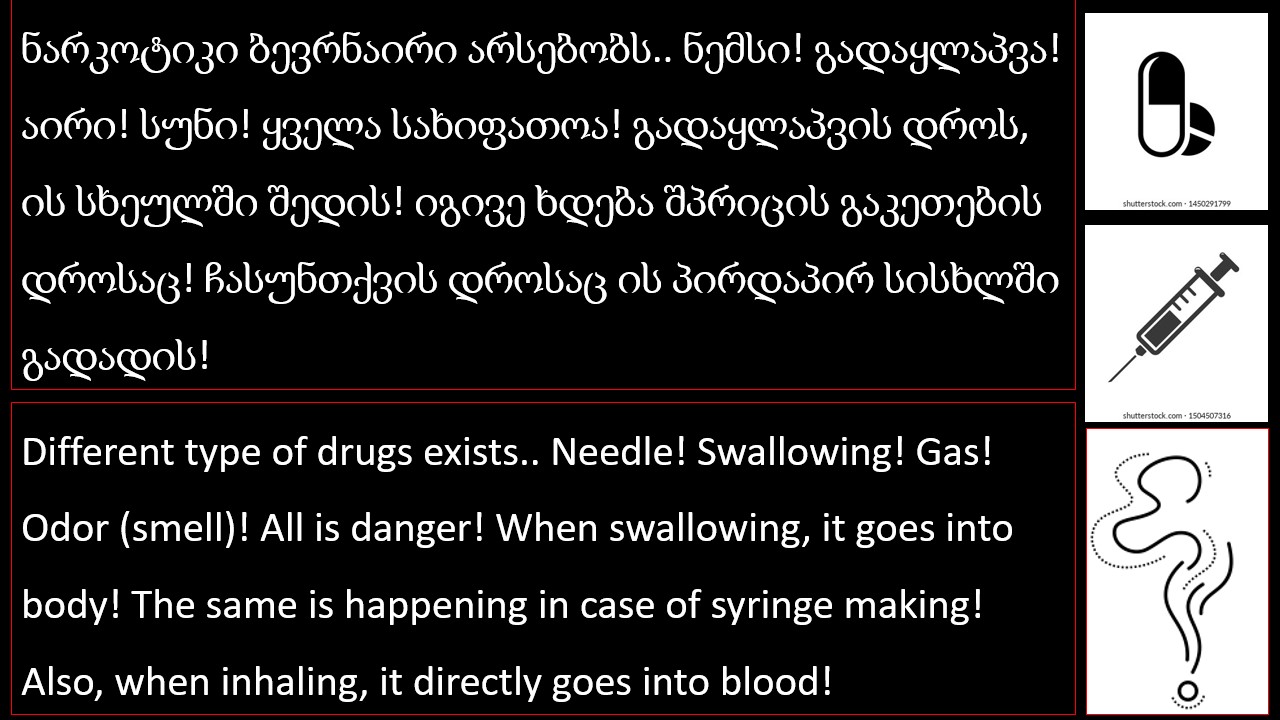 ნარკოტიკი ბევრნაირი არსებობს.. ნემსი! გადაყლაპვა!
აირი! სუნი! ყველა სახიფათოა! გადაყლაპვის დროს,
ის სხეულში შედის! იგივე ხდება შპრიცის გაკეთების
დროსაც! ჩასუნთქვის დროსაც ის პირდაპირ სისხლში
გადადის!
Different type of drugs exists.. Needle! Swallowing! Gas!
Odor (smell)! All is danger! When swallowing, it goes into
body! The same is happening in case of syringe making!
Also, when inhaling, it directly goes into blood!
shutterstock.com · 1450291799
shutterstock.com · 1504507316